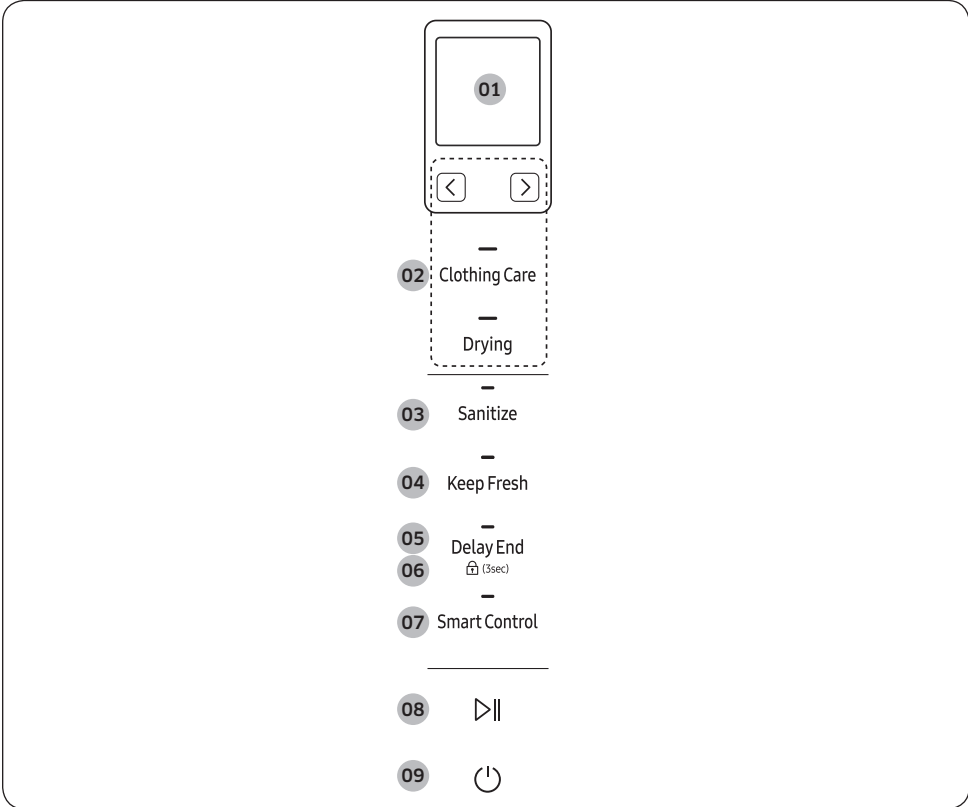 01
02 Clothing Care
Drying
03 Sanitize
04 Keep Fresh
05 Delay End
06 (3sec)
07 Smart Control
08
09